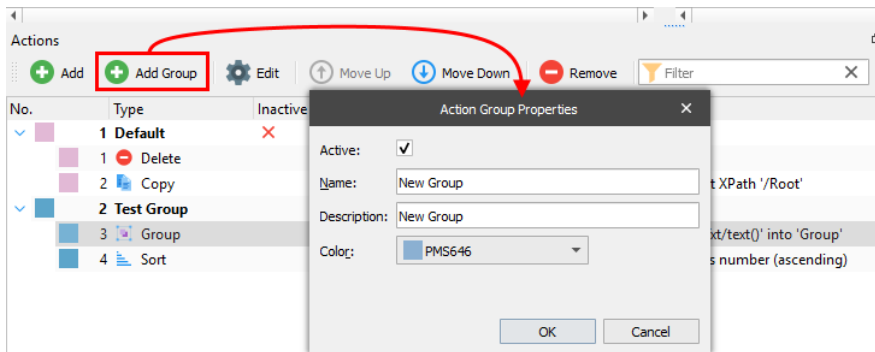 Actions
Add Add Group Edit Move Up Move Down Remove Filter
No. Type Inactive
Action Group Properties
1 Default
Active:
1 Delete
2 Copy
Name: New Group
t XPath '/Root'
2 Test Group
Description: New Group
3 Group
xt/text()' into 'Group'
Color: PMS646
4 Sort
s number (ascending)
OK Cancel